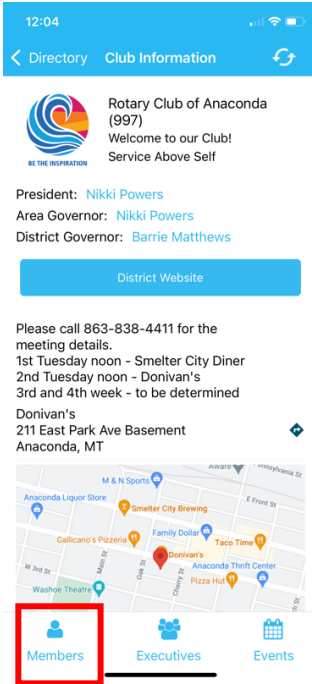 12:04
Directory
Club Information
BE THE INSPIRATION
Rotary Club of Anaconda
(997)
Welcome to our Club!
Service Above Self
President: Nikki Powers
Area Governor: Nikki Powers
District Governor: Barrie Matthews
District Website
Please call 863-838-4411 for the
meeting details.
1st Tuesday noon - Smelter City Diner
2nd Tuesday noon - Donivan's
3rd and 4th week - to be determined
Donivan's
211 East Park Ave Basement
Anaconda, MT
Aware
M & N Sports
Anaconda Liquor Store
E Front St
Smelter City Brewing
Family Dollar
Taco Time
Gallicano's Pizzeria
Donivan's
Anaconda Thrift Center
W 3rd St
Main St
Oak St
Cherry St
Pizza Hut
Washoe Theatre
Members
Executives
Events